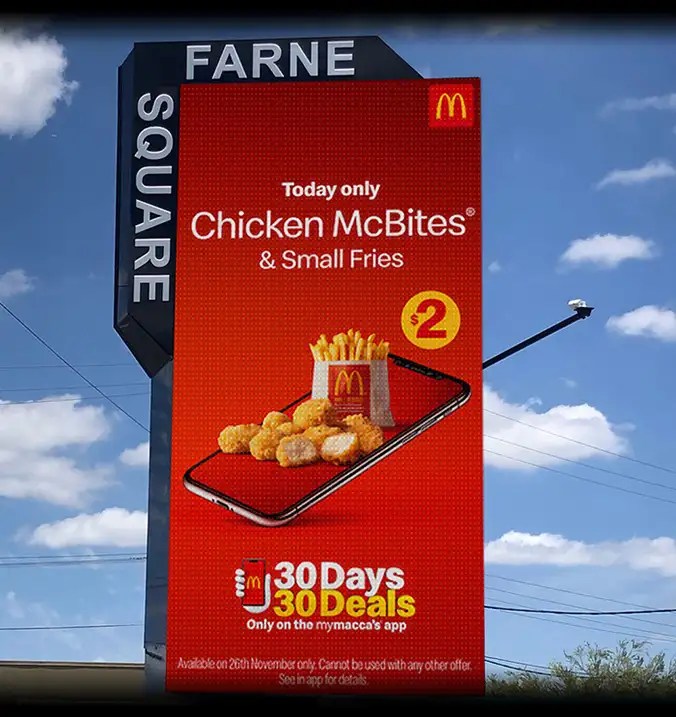 FARNE
SQUARE
Today only
Chicken McBites®
& Small Fries
$2
30 Days
30 Deals
Only on the mymacca's app
Available on 26th November only. Cannot be used with any other offer.
See in app for details.